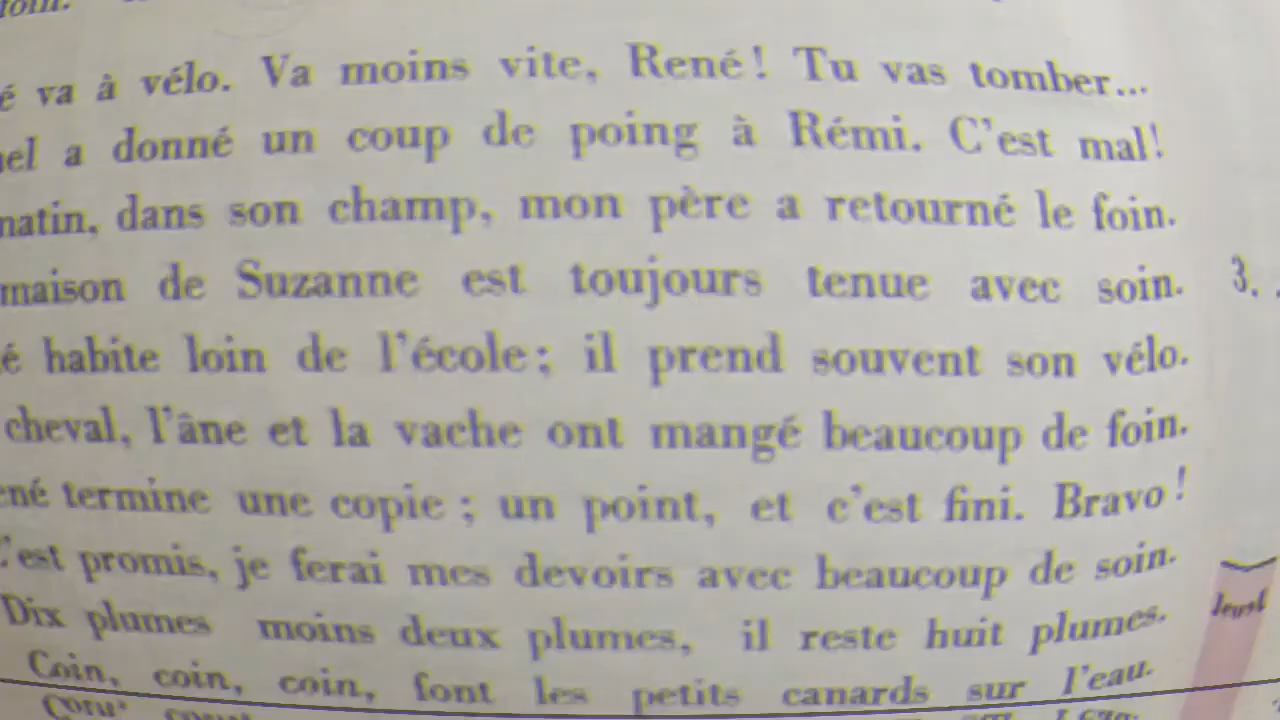 foin.
é va à vélo. Va moins vite, René! Tu vas tomber...
el a donné un coup de poing à Rémi. C'est mal!
matin, dans son champ, mon père a retourné le foin.
maison de Suzanne est toujours tenue avec soin.
é habite loin de l'école; il prend souvent son vélo.
cheval, l'âne et la vache ont mangé beaucoup de foin.
né termine une copie ; un point, et c'est fini. Bravo!
C'est promis, je ferai mes devoirs avec beaucoup de soin.
Dix plumes moins deux plumes, il reste huit plumes.
Coin, coin, coin, font les petits canards sur l'eau.
3.